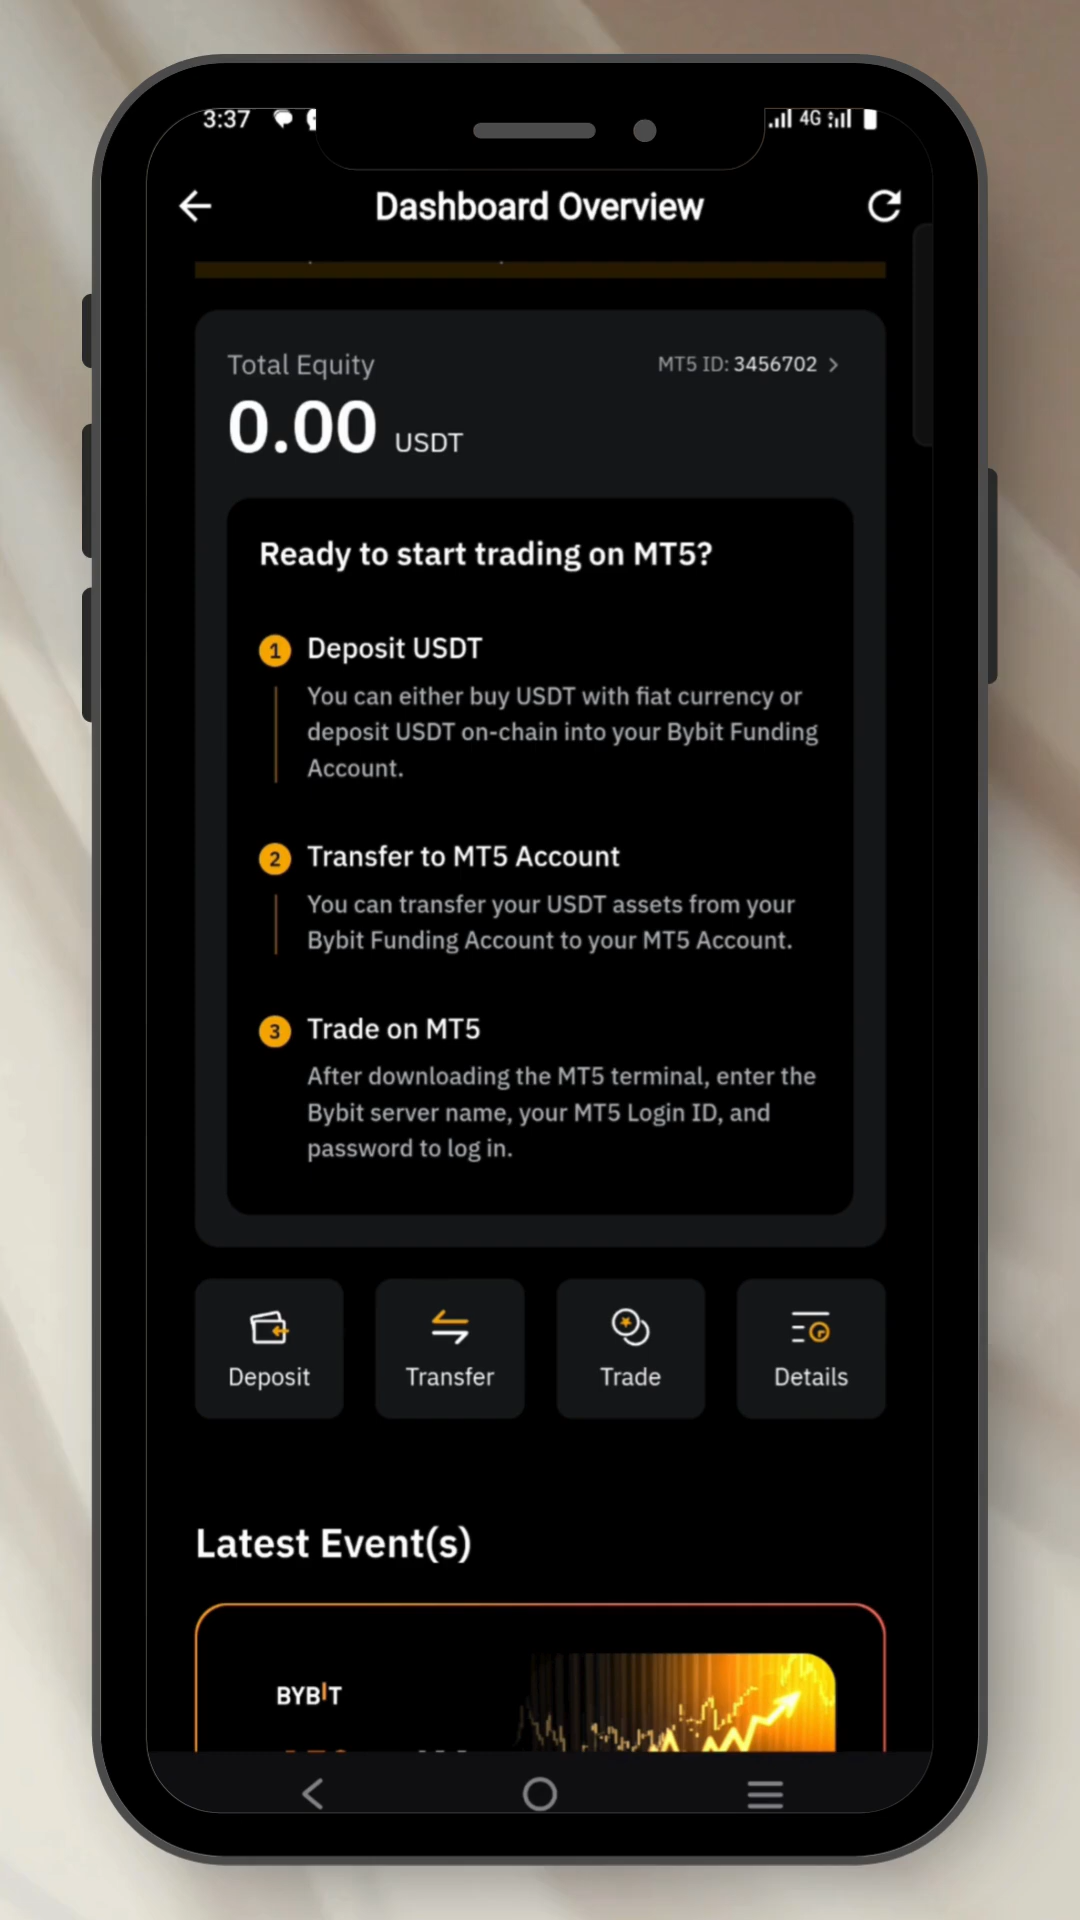 3:37
4G
Dashboard Overview
Total Equity
MT5 ID: 3456702
0.00 USDT
Ready to start trading on MT5?
1 Deposit USDT
You can either buy USDT with fiat currency or
deposit USDT on-chain into your Bybit Funding
Account.
2 Transfer to MT5 Account
You can transfer your USDT assets from your
Bybit Funding Account to your MT5 Account.
3 Trade on MT5
After downloading the MT5 terminal, enter the
Bybit server name, your MT5 Login ID, and
password to log in.
Deposit
Transfer
Trade
Details
Latest Event(s)
BYBIT